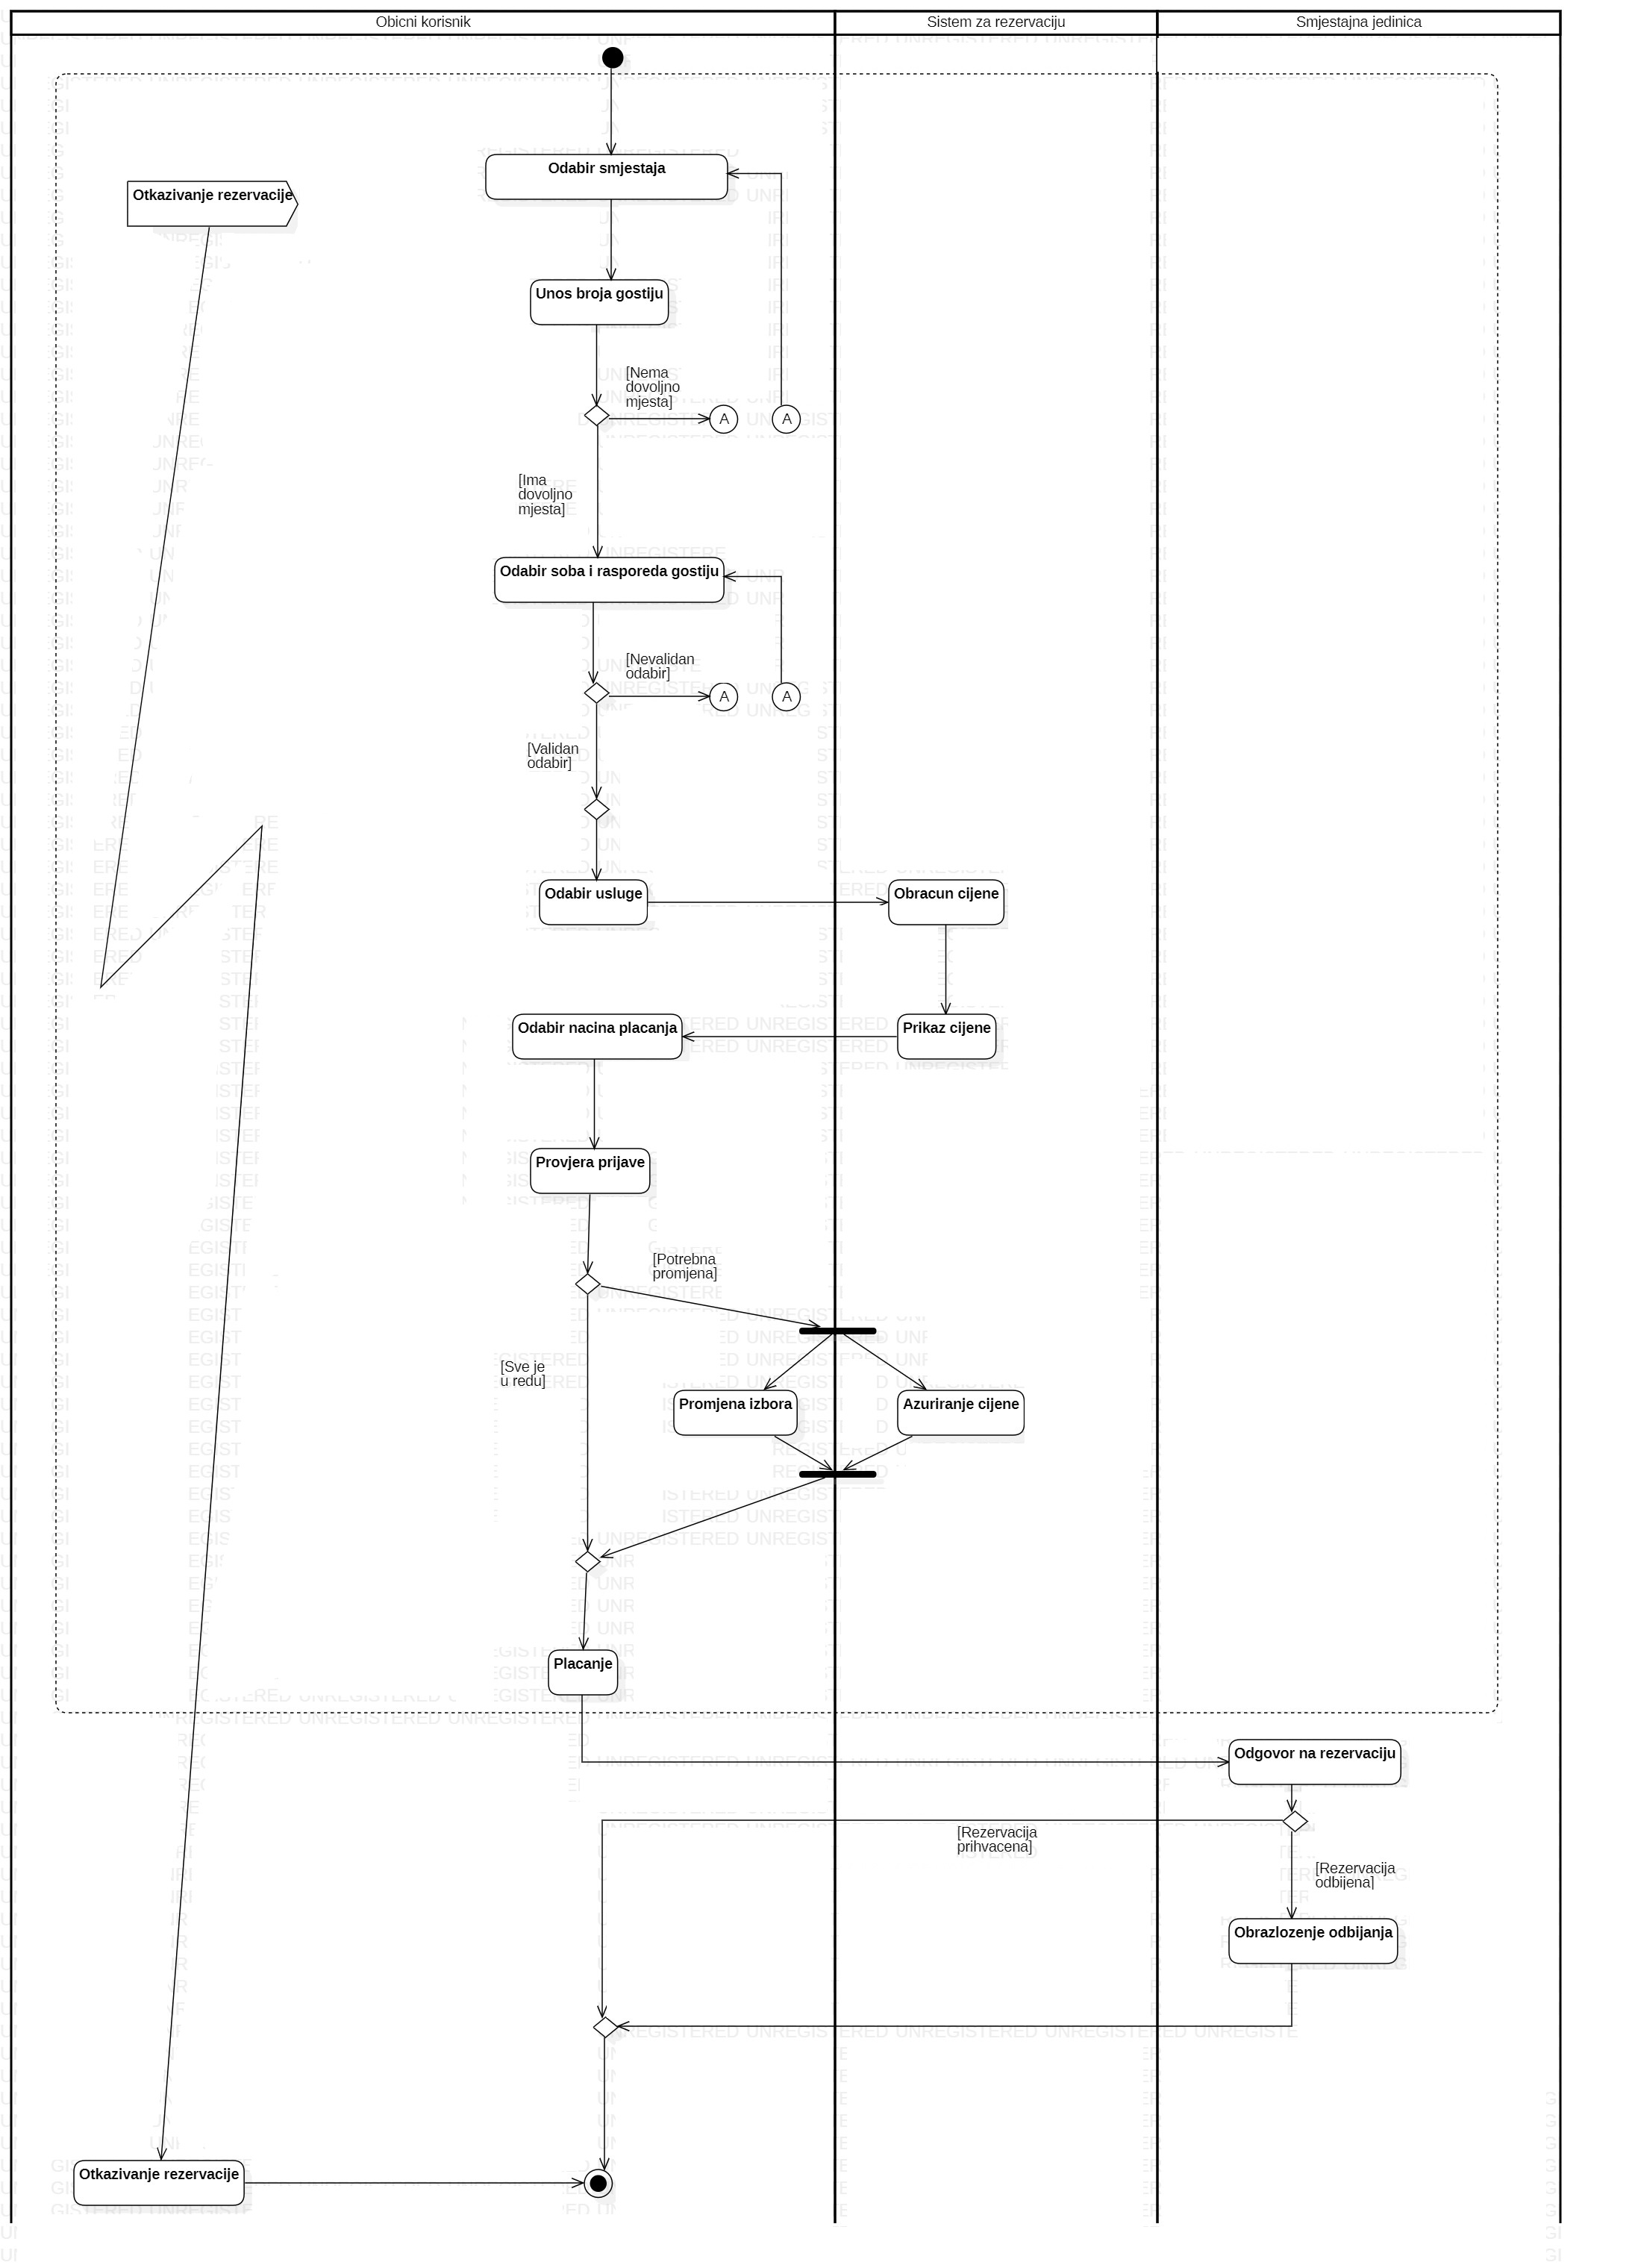 Obicni korisnik
Sistem za rezervaciju
Smjestajna jedinica
Odabir smjestaja
Otkazivanje rezervacije
Unos broja gostiju
[Nema
dovoljno
mjesta]
A
A
[Ima
dovoljno
mjesta]
Odabir soba i rasporeda gostiju
[Nevalidan
odabir]
A
A
[Validan
odabir]
Odabir usluge
Obracun cijene
Odabir nacina placanja
Prikaz cijene
Provjera prijave
[Potrebna
promjena]
[Sve je
u redu]
Promjena izbora
Azuriranje cijene
Placanje
Odgovor na rezervaciju
[Rezervacija
prihvacena]
[Rezervacija
odbijena]
Obrazlozenje odbijanja
Otkazivanje rezervacije